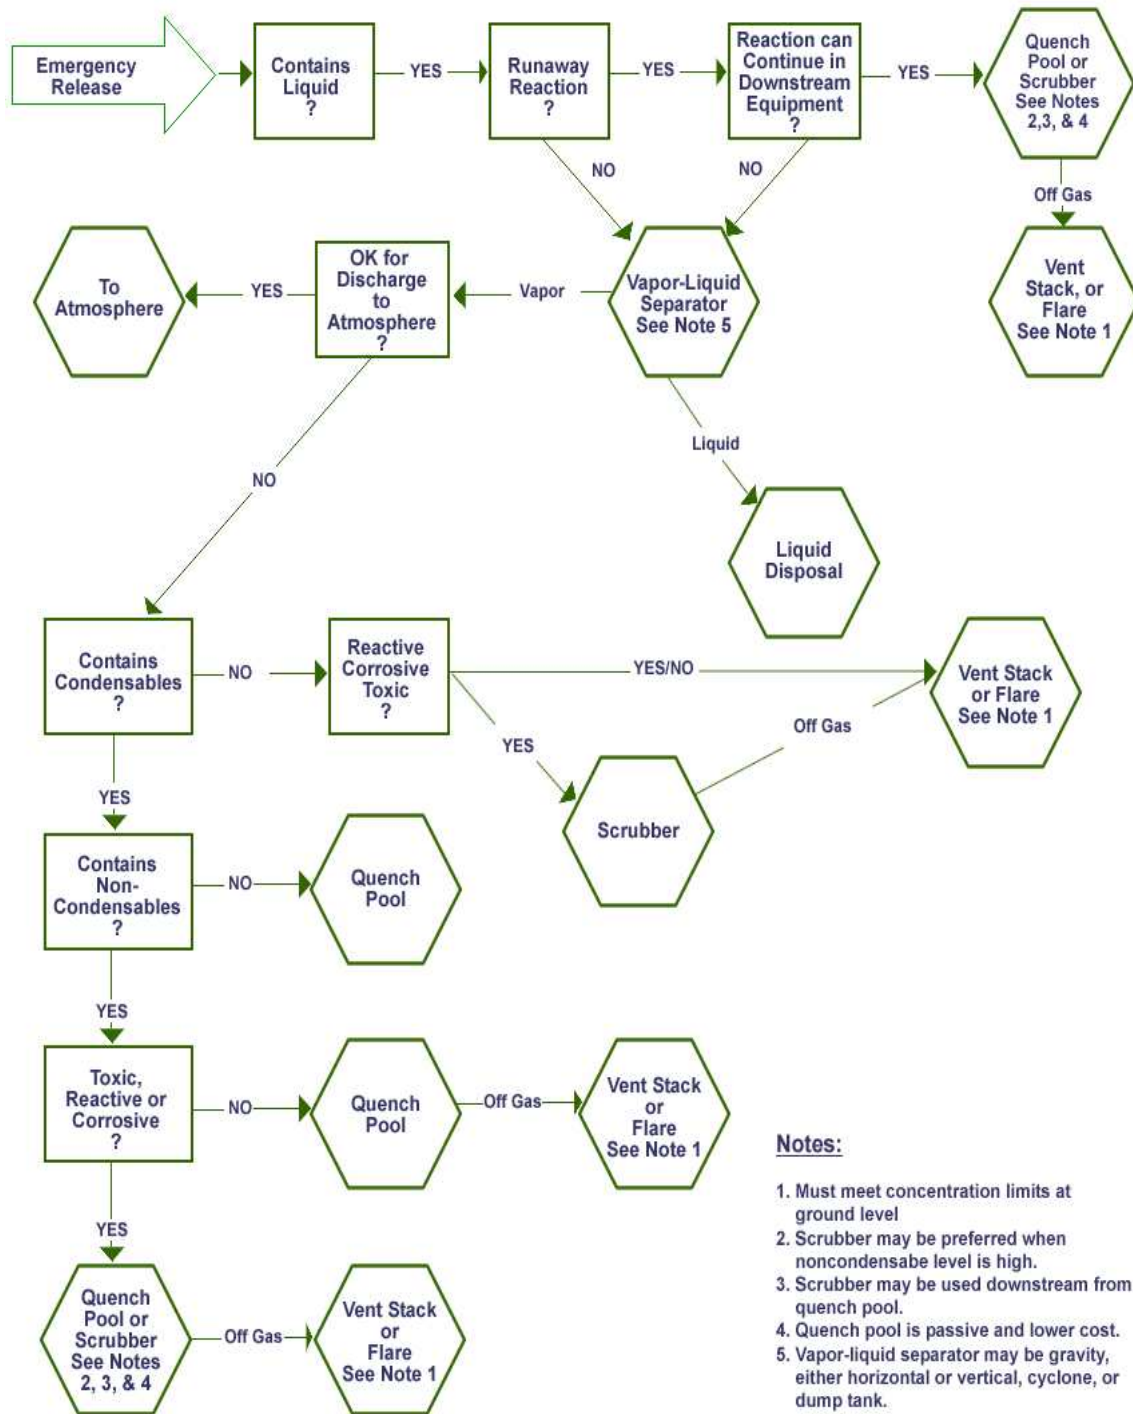 Emergency
Release
Contains
Liquid
?
YES
Runaway
Reaction
?
YES
Reaction can
Continue in
Downstream
Equipment
?
YES
Quench
Pool or
Scrubber
See Notes
2,3, & 4
NO
NO
Off Gas
To
Atmosphere
YES
OK for
Discharge
to
Atmosphere
?
Vapor
Vapor-Liquid
Separator
See Note 5
Vent
Stack, or
Flare
See Note 1
Liquid
NO
Liquid
Disposal
Contains
Condensables
?
NO
Reactive
Corrosive
Toxic
?
YES/NO
Vent Stack
or Flare
See Note 1
YES
Off Gas
Scrubber
YES
Contains
Non-
Condensables
?
NO
Quench
Pool
YES
Toxic,
Reactive or
Corrosive
?
NO
Quench
Pool
Off Gas
Vent Stack
or
Flare
See Note 1
YES
Quench
Pool or
Scrubber
See Notes
2, 3, & 4
Off Gas
Vent Stack
or
Flare
See Note 1
Notes:
1. Must meet concentration limits at
ground level
2. Scrubber may be preferred when
noncondensabe level is high.
3. Scrubber may be used downstream from
quench pool.
4. Quench pool is passive and lower cost.
5. Vapor-liquid separator may be gravity,
either horizontal or vertical, cyclone, or
dump tank.